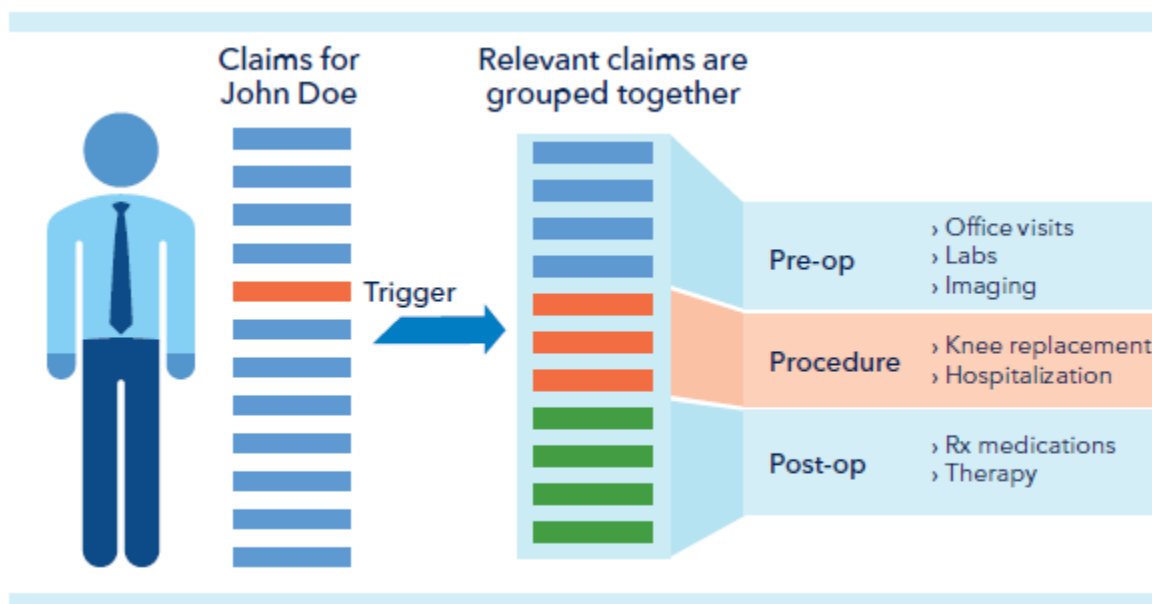 Claims for
John Doe
Relevant claims are
grouped together
Trigger
Pre-op
› Office visits
› Labs
› Imaging
Procedure
› Knee replacement
› Hospitalization
Post-op
› Rx medications
› Therapy